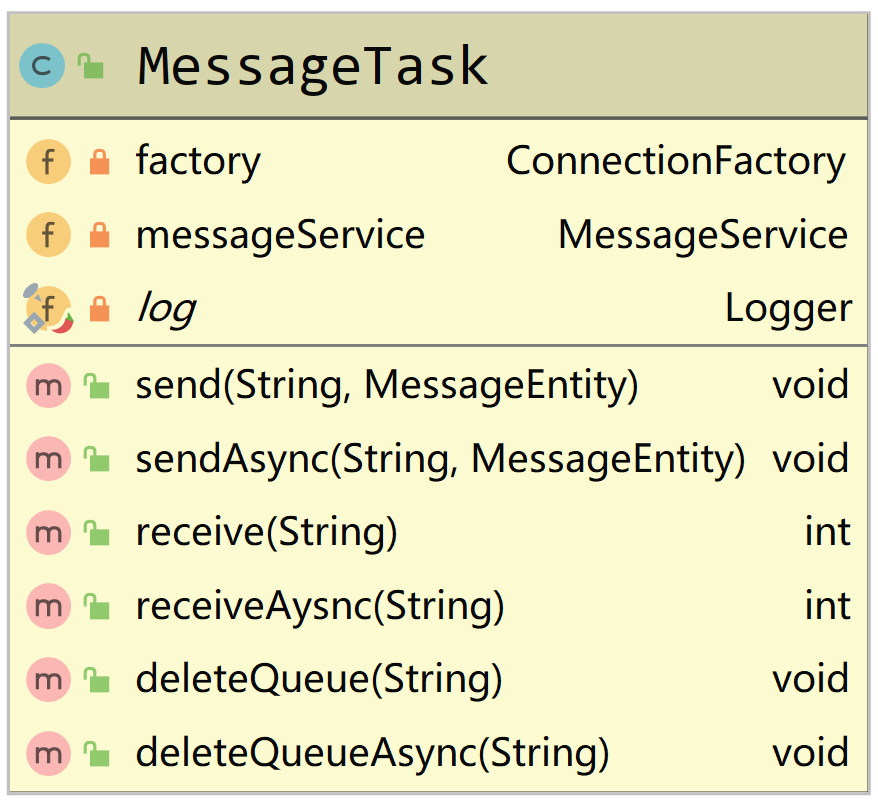 c MessageTask
f factory ConnectionFactory
f messageService MessageService
f log Logger
m send(String, MessageEntity) void
m sendAsync(String, MessageEntity) void
m receive(String) int
m receiveAysnc(String) int
m deleteQueue(String) void
m deleteQueueAsync(String) void